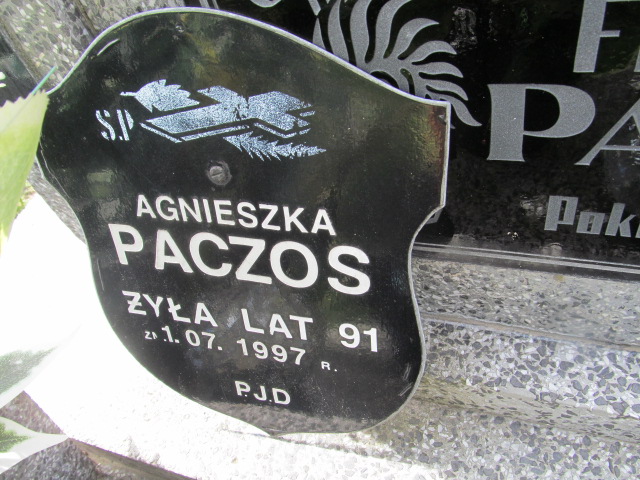 Ś.P
AGNIESZKA
PACZOS
ŻYŁA LAT 91
ZM 1.07.1997 R.
P.J.D